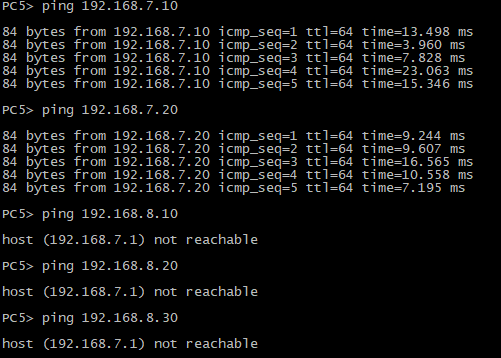 PC5> ping 192.168.7.10
84 bytes from 192.168.7.10 icmp_seq=1 ttl=64 time=13.498 ms
84 bytes from 192.168.7.10 icmp_seq=2 ttl=64 time=3.960 ms
84 bytes from 192.168.7.10 icmp_seq=3 ttl=64 time=7.828 ms
84 bytes from 192.168.7.10 icmp_seq=4 ttl=64 time=23.063 ms
84 bytes from 192.168.7.10 icmp_seq=5 ttl=64 time=15.346 ms
PC5> ping 192.168.7.20
84 bytes from 192.168.7.20 icmp_seq=1 ttl=64 time=9.244 ms
84 bytes from 192.168.7.20 icmp_seq=2 ttl=64 time=9.607 ms
84 bytes from 192.168.7.20 icmp_seq=3 ttl=64 time=16.565 ms
84 bytes from 192.168.7.20 icmp_seq=4 ttl=64 time=10.558 ms
84 bytes from 192.168.7.20 icmp_seq=5 ttl=64 time=7.195 ms
PC5> ping 192.168.8.10
host (192.168.7.1) not reachable
PC5> ping 192.168.8.20
host (192.168.7.1) not reachable
PC5> ping 192.168.8.30
host (192.168.7.1) not reachable